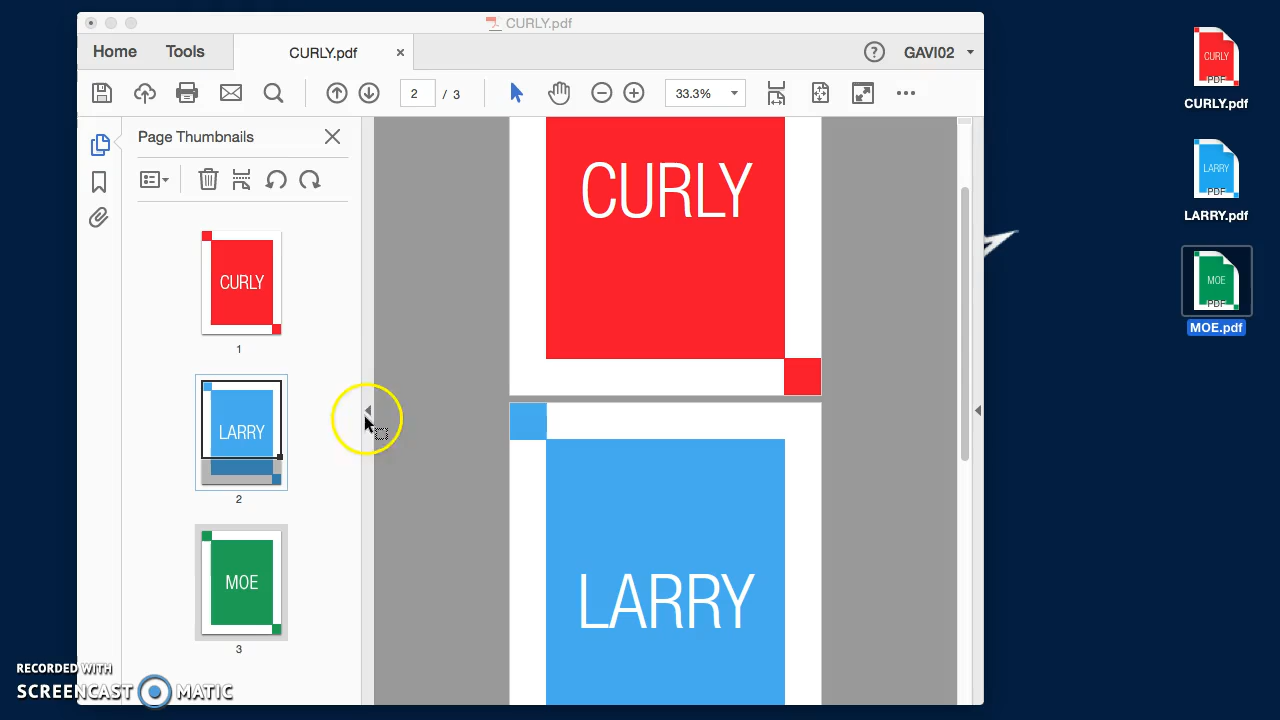 CURLY.pdf
Home
Tools
CURLY.pdf
GAVI02
2 / 3
33.3%
Page Thumbnails
CURLY
1
LARRY
2
MOE
3
CURLY
LARRY
CURLY
PDF
CURLY.pdf
LARRY
PDF
LARRY.pdf
MOE
PDF
MOE.pdf
RECORDED WITH
SCREENCAST MATIC